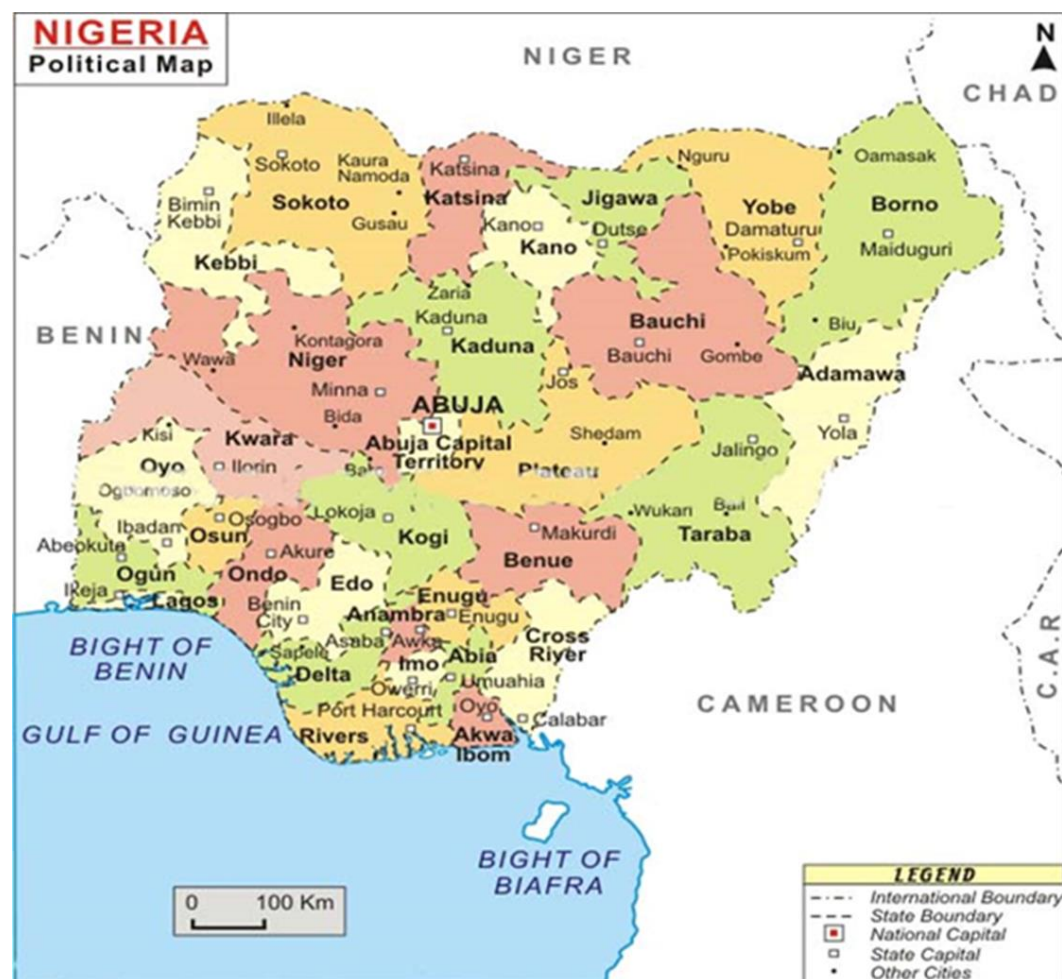 NIGERIA
Political Map
NIGER
N
CHAD
Illela
Sokoto
Kaura
Namoda
Sokoto
Gusau
Katsina
Katsina
Bimin
Kebbi
Kebbi
Kano
Kano
Jigawa
Dutse
Nguru
Yobe
Damaturu
Pokiskum
Oamasak
Borno
Maiduguri
Biu
BENIN
Zaria
Kaduna
Kaduna
Bauchi
Bauchi
Gombe
Adamawa
Yola
Wawa
Kontagora
Niger
Minna
Bida
ABUJA
Abuja Capital
Territory
Jos
Shedam
Plateau
Jalingo
Wukari
Bali
Taraba
Kisi
Kwara
Ilorin
Oyo
Ogbomoso
Ibadan
Osun
Osogbo
Lokoja
Kogi
Makurdi
Benue
Abeokute
Ogun
Ikeja
Lagos
Akure
Ondo
Edo
Benin
City
Enugu
Enugu
Anambra
Asaba
Awka
Sapele
Delta
Imo
Owerri
Abia
Umuahia
Cross
River
Port Harcourt
Rivers
Oyo
Akwa
Ibom
Calabar
CAMEROON
C.A.R
BIGHT OF
BENIN
GULF OF GUINEA
BIGHT OF
BIAFRA
0 100 Km
LEGEND
International Boundary
State Boundary
National Capital
State Capital
Other Cities